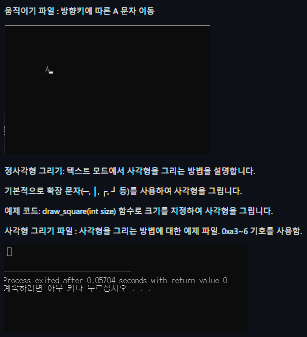 움직이기 파일 : 방향키에 따른 A 문자 이동
A
정사각형 그리기: 텍스트 모드에서 사각형을 그리는 방법을 설명합니다.
기본적으로 확장 문자(─, │, ┌, ┘ 등)를 사용하여 사각형을 그립니다.
예제 코드: draw_square(int size) 함수로 크기를 지정하여 사각형을 그립니다.
사각형 그리기 파일 : 사각형을 그리는 방법에 대한 예제 파일. 0xa3~6 기호를 사용함.
--------------------------------
Process exited after 0.05704 seconds with return value 0
계속하려면 아무 키나 누르십시오 . . .